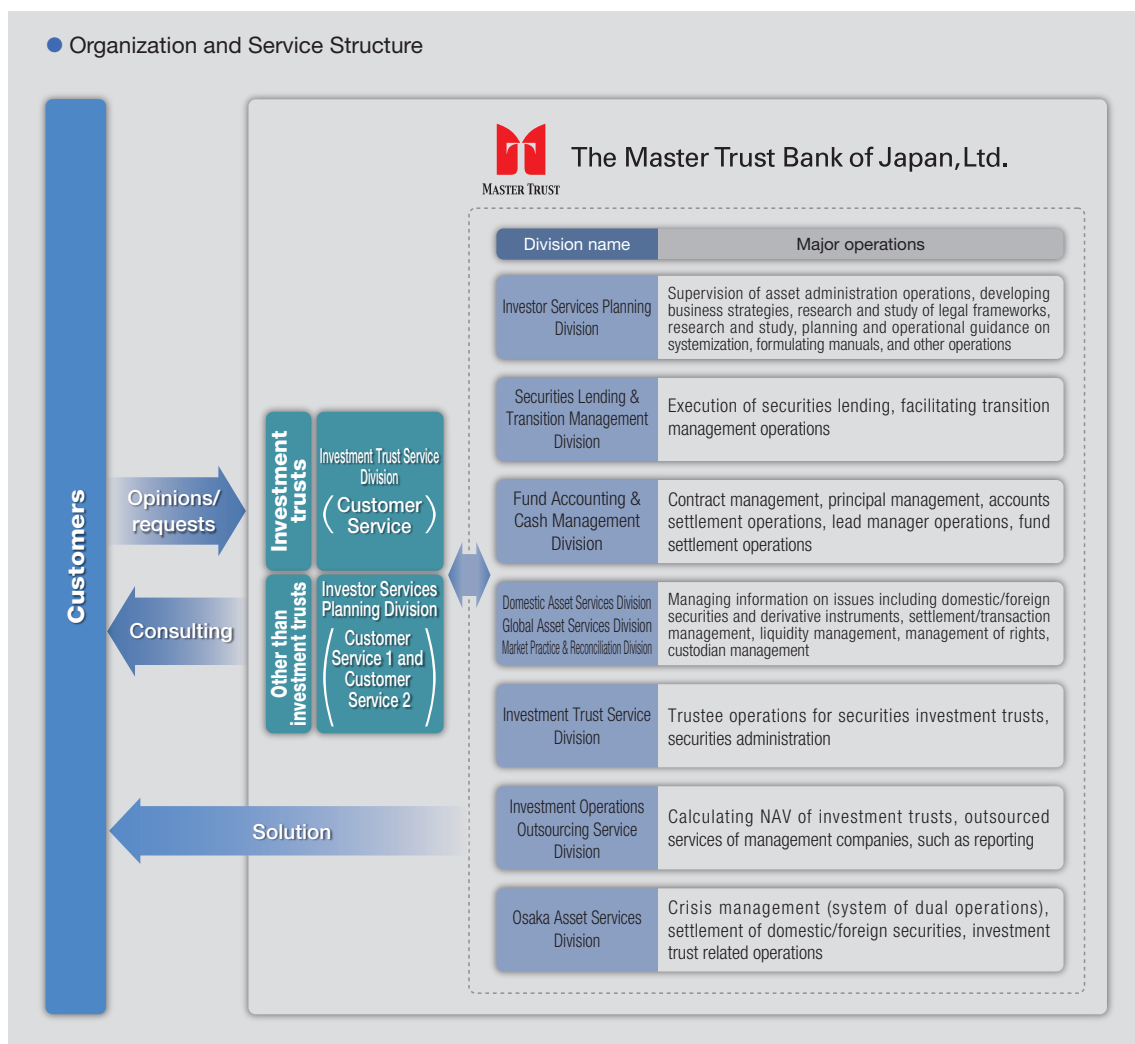 Organization and Service Structure
MASTER TRUST
The Master Trust Bank of Japan,Ltd.
Customers
Opinions/
requests
Consulting
Solution
Investment
trusts
Investment Trust Service
Division
(Customer
Service)
Other than
investment trusts
Investor Services
Planning Division
(Customer
Service 1 and
Customer
Service 2)
Division name
Major operations
Investor Services Planning
Division
Supervision of asset administration operations, developing
business strategies, research and study of legal frameworks,
research and study, planning and operational guidance on
systemization, formulating manuals, and other operations
Securities Lending &
Transition Management
Division
Execution of securities lending, facilitating transition
management operations
Fund Accounting &
Cash Management
Division
Contract management, principal management, accounts
settlement operations, lead manager operations, fund
settlement operations
Domestic Asset Services Division
Global Asset Services Division
Market Practice & Reconciliation Division
Managing information on issues including domestic/foreign
securities and derivative instruments, settlement/transaction
management, liquidity management, management of rights,
custodian management
Investment Trust Service
Division
Trustee operations for securities investment trusts,
securities administration
Investment Operations
Outsourcing Service
Division
Calculating NAV of investment trusts, outsourced
services of management companies, such as reporting
Osaka Asset Services
Division
Crisis management (system of dual operations),
settlement of domestic/foreign securities, investment
trust related operations